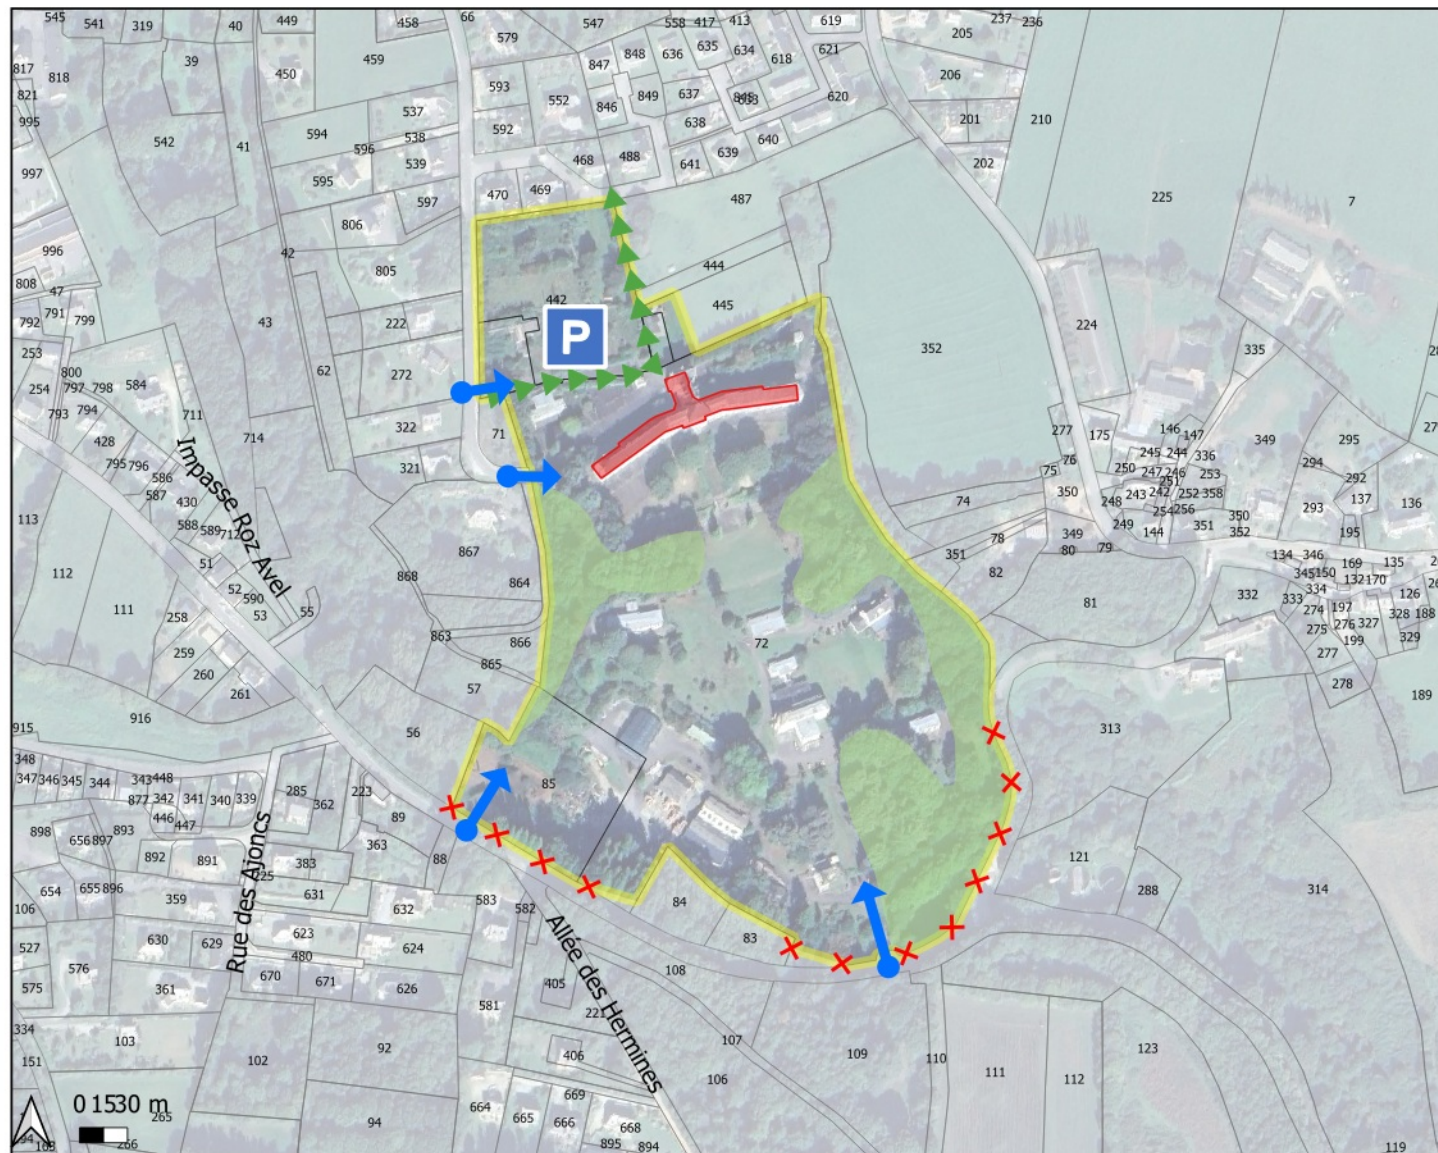 545 541 319 40 449 458 66 579 547 558 417 413 619 237 236
205
817 818 39 450 459 847 848 636 635 634 618 621
206
821 593 552 846 849 637 620
995 594 537 592 638 201 210
542 41 596 538 468 488 641 639 640 202
997 595 539 597 470 469 487 225 7
806
996 42 805 444
808 47 442 445
792 791 799 43 222 P 352 224
253 800 62 272 335
254 797 798 584
793 794 711 322 71 277 175 146 147 349 295
428 714 321 76 245 244 336 294
795 796 586 75 250 247 246 253 292
587 430 350 251 137 136
588 589 712 74 248 243 242 252 358 293
113 254 256 350
Impasse Roz Avel
867 78 349 249 144 351 352 195
51 868 864 351 80 79 134 346 169 135
112 52 590 82 345 150 132 170
111 53 55 81 332 333 334 126
258 863 866 72 274 197 328 188
259 865 275 276 327 329
260 57 277 199
261 278 189
916 56 313
915
348
347 346 345 344 343 448 285 223 85
877 342 341 340 339 362 89
446 447
898 656 897 893 363
892 891 383 88 121
654 655 896 225 631 288 314
106 359 632 583 582 84
Rue des Ajoncs
527 630 629 623 624 83
576 480 108
575 361 670 671 626 405
Allée des Hermines
334 581 221
103 92 107 109 110 123
151 102 406 106 111 112
669
0 1530 m
265 94 664 665 666 668
266 895 894 119